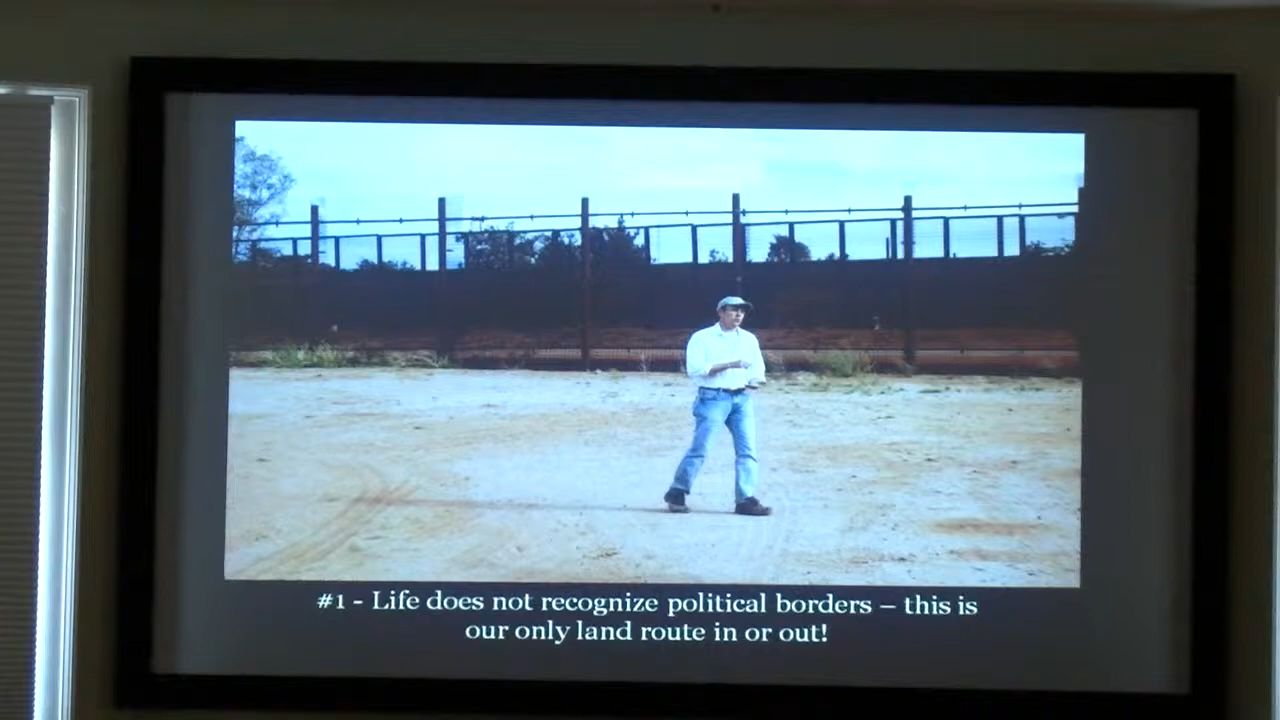 #1 - Life does not recognize political borders – this is
our only land route in or out!